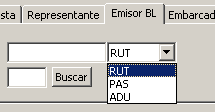 sta Representante Emisor BL Embarcad
RUT
RUT
Buscar PAS
ADU